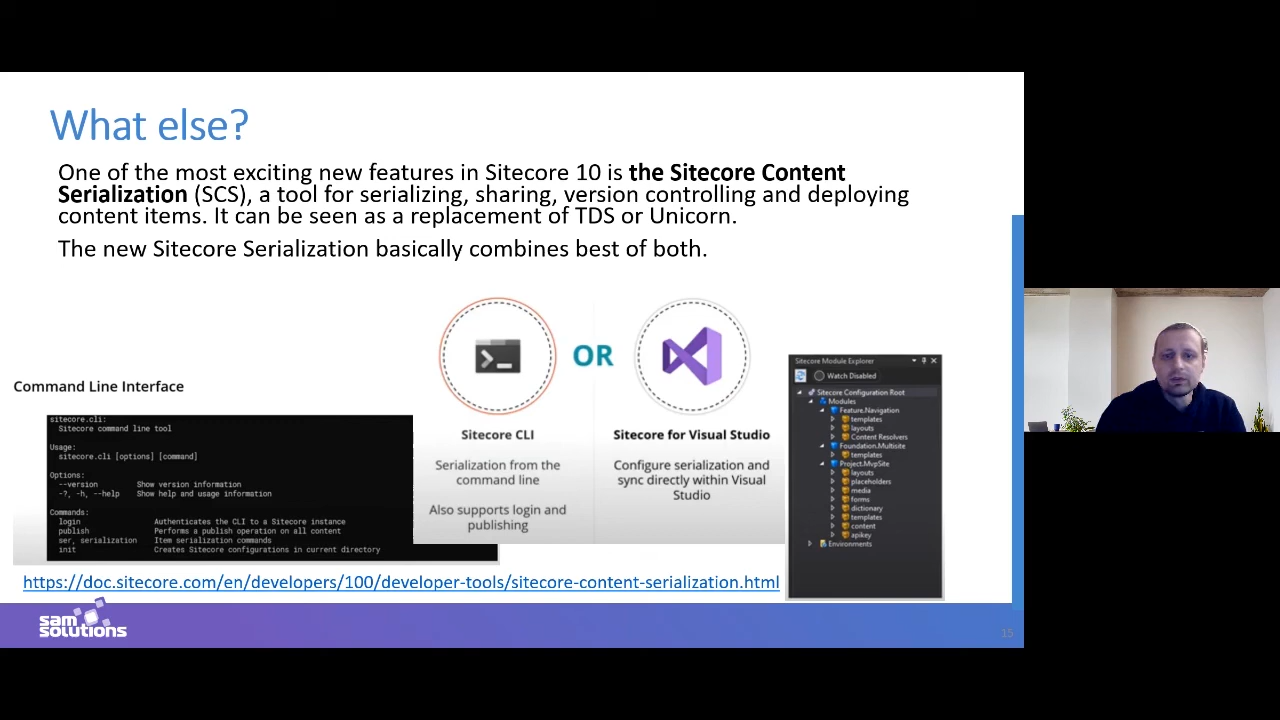 What else?
One of the most exciting new features in Sitecore 10 is the Sitecore Content
Serialization (SCS), a tool for serializing, sharing, version controlling and deploying
content items. It can be seen as a replacement of TDS or Unicorn.
The new Sitecore Serialization basically combines best of both.
Command Line Interface
sitecore.cli:
Sitecore command line tool
Usage:
sitecore.cli [options] [command]
Options:
--version Show version information
-?, -h, --help Show help and usage information
Commands:
login Authenticates the CLI to a Sitecore instance
publish Performs a publish operation on all content
ser, serialization Item serialization commands
init Creates Sitecore configurations in current directory
OR
Sitecore CLI
Serialization from the
command line
Also supports login and
publishing
Sitecore for Visual Studio
Configure serialization and
sync directly within Visual
Studio
Sitecore Module Explorer
Watch Disabled
Sitecore Configuration Root
Modules
Feature.Navigation
templates
layouts
Content Resolvers
Foundation.Multisite
templates
Project.MvpSite
layouts
placeholders
media
forms
dictionary
templates
content
apikey
Environments
https://doc.sitecore.com/en/developers/100/developer-tools/sitecore-content-serialization.html
sam
solutions
15